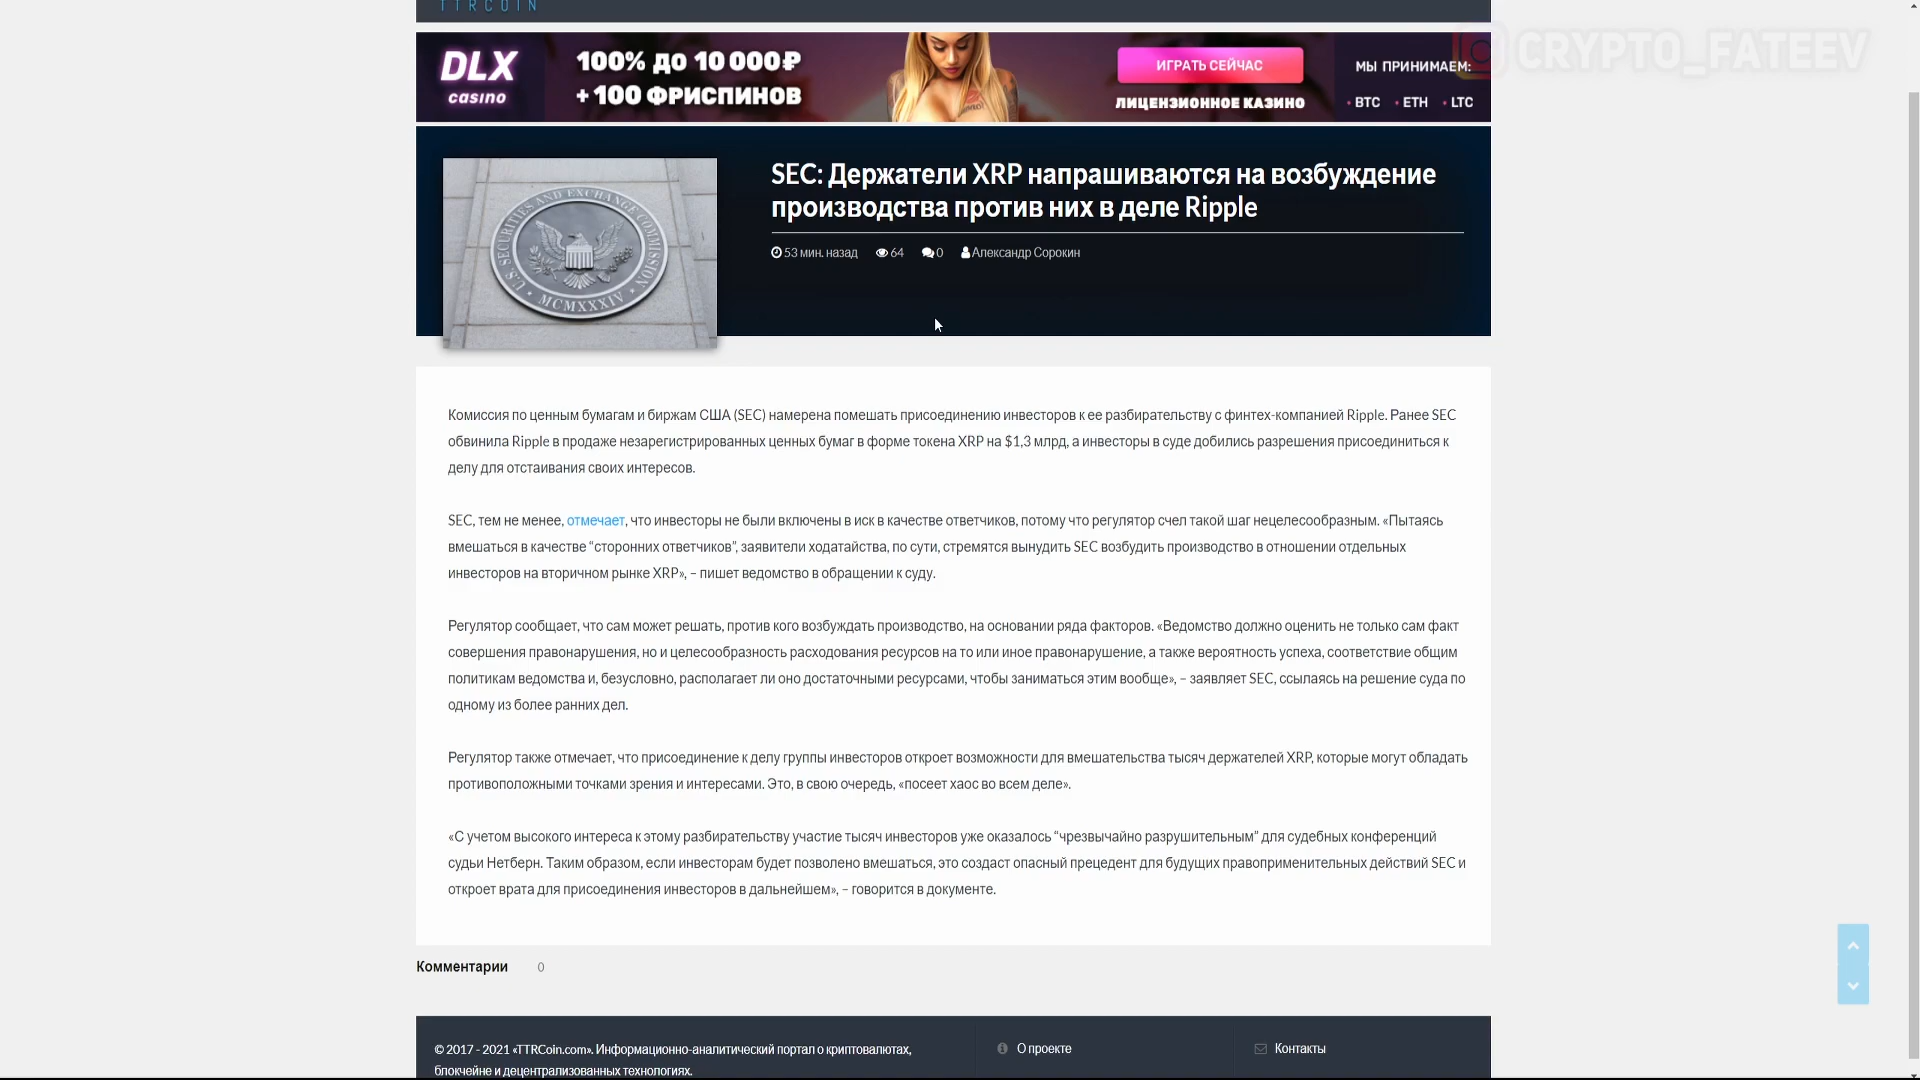 TTRCOIN
CRYPTO_FATEEV
DLX
casino
100% до 10 000₽
+ 100 ФРИСПИНОВ
ИГРАТЬ СЕЙЧАС
ЛИЦЕНЗИОННОЕ КАЗИНО
МЫ ПРИНИМАЕМ:
• BTC • ETH • LTC
U.S. SECURITIES AND EXCHANGE COMMISSION
MCMXXXIV
SEC: Держатели XRP напрашиваются на возбуждение
производства против них в деле Ripple
53 мин. назад 64 0 Александр Сорокин
Комиссия по ценным бумагам и биржам США (SEC) намерена помешать присоединению инвесторов к ее разбирательству с финтех-компанией Ripple. Ранее SEC
обвинила Ripple в продаже незарегистрированных ценных бумаг в форме токена XRP на $1,3 млрд, а инвесторы в суде добились разрешения присоединиться к
делу для отстаивания своих интересов.
SEC, тем не менее, отмечает, что инвесторы не были включены в иск в качестве ответчиков, потому что регулятор счел такой шаг нецелесообразным. «Пытаясь
вмешаться в качестве “сторонних ответчиков”, заявители ходатайства, по сути, стремятся вынудить SEC возбудить производство в отношении отдельных
инвесторов на вторичном рынке XRP», – пишет ведомство в обращении к суду.
Регулятор сообщает, что сам может решать, против кого возбуждать производство, на основании ряда факторов. «Ведомство должно оценить не только сам факт
совершения правонарушения, но и целесообразность расходования ресурсов на то или иное правонарушение, а также вероятность успеха, соответствие общим
политикам ведомства и, безусловно, располагает ли оно достаточными ресурсами, чтобы заниматься этим вообще», – заявляет SEC, ссылаясь на решение суда по
одному из более ранних дел.
Регулятор также отмечает, что присоединение к делу группы инвесторов откроет возможности для вмешательства тысяч держателей XRP, которые могут обладать
противоположными точками зрения и интересами. Это, в свою очередь, «посеет хаос во всем деле».
«С учетом высокого интереса к этому разбирательству участие тысяч инвесторов уже оказалось “чрезвычайно разрушительным” для судебных конференций
судьи Нетберн. Таким образом, если инвесторам будет позволено вмешаться, это создаст опасный прецедент для будущих правоприменительных действий SEC и
откроет врата для присоединения инвесторов в дальнейшем», – говорится в документе.
Комментарии 0
© 2017 - 2021 «TTRCoin.com». Информационно-аналитический портал о криптовалютах,
блокчейне и децентрализованных технологиях.
О проекте
Контакты